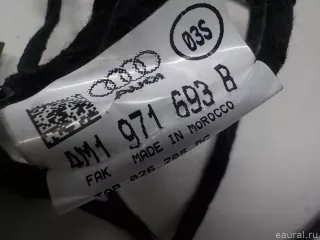 03S
Audi
4M1 971 693 B
FAK MADE IN MOROCCO
eaural.ru